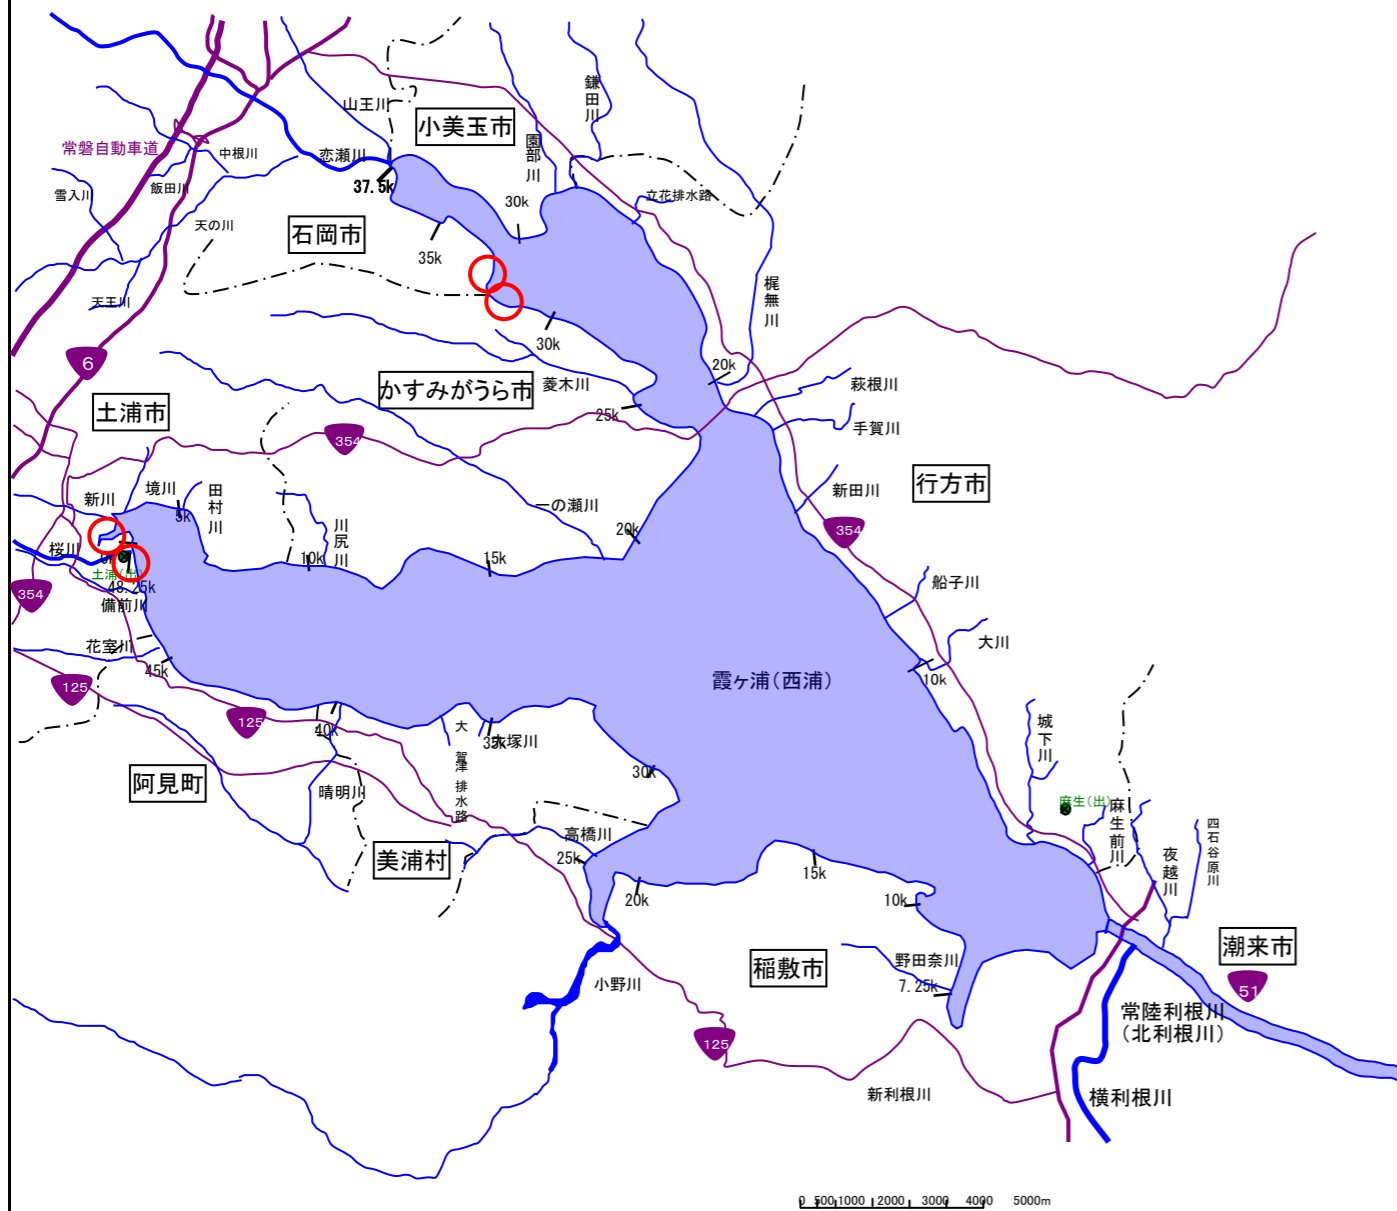 鎌田川
山王川
小美玉市
園部川
常磐自動車道
中根川
恋瀬川
37.5k
飯田川
雪入川
立花排水路
30k
天の川
石岡市
35k
天王川
梶無川
30k
6
20k
菱木川
かすみがうら市
萩根川
25k
土浦市
手賀川
354
行方市
新川
境川
田村川
5k
新田川
一の瀬川
川尻川
20k
354
桜川
0k
10k
15k
土浦(出)
48.25k
354
船子川
備前川
大川
花室川
45k
10k
霞ヶ浦(西浦)
125
125
40k
大賀津排水路
35k
大塚川
城下川
30k
阿見町
晴明川
麻生(出)
麻生前川
四石谷原川
高橋川
美浦村
25k
夜越川
15k
20k
10k
稲敷市
野田奈川
潮来市
小野川
7.25k
51
常陸利根川
(北利根川)
125
新利根川
横利根川
0 500 1000 2000 3000 4000 5000m